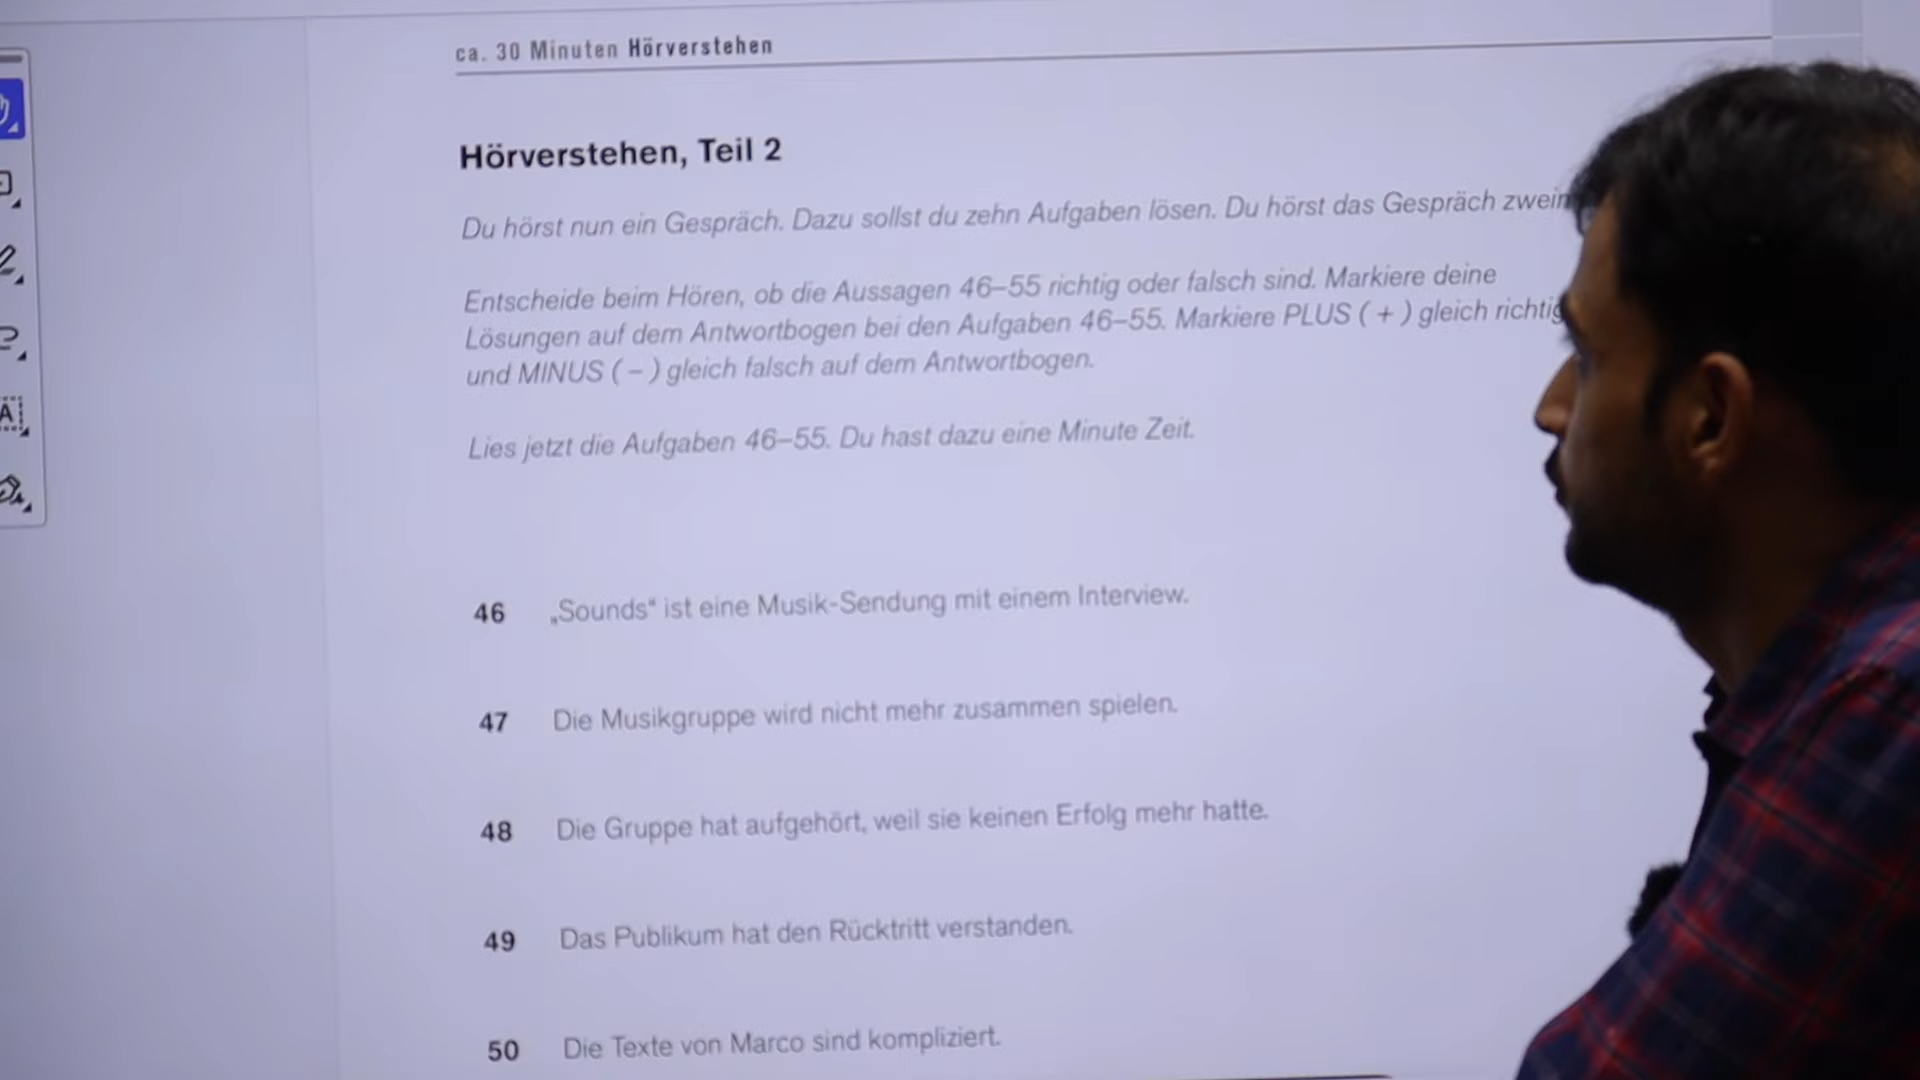 ca. 30 Minuten Hörverstehen
Hörverstehen, Teil 2
Du hörst nun ein Gespräch. Dazu sollst du zehn Aufgaben lösen. Du hörst das Gespräch
Entscheide beim Hören, ob die Aussagen 46–55 richtig oder falsch sind. Markiere deine
Lösungen auf dem Antwortbogen bei den Aufgaben 46–55. Markiere PLUS ( + ) gleich richtig
und MINUS ( – ) gleich falsch auf dem Antwortbogen.
Lies jetzt die Aufgaben 46–55. Du hast dazu eine Minute Zeit.
46 „Sounds“ ist eine Musik-Sendung mit einem Interview.
47 Die Musikgruppe wird nicht mehr zusammen spielen.
48 Die Gruppe hat aufgehört, weil sie keinen Erfolg mehr hatte.
49 Das Publikum hat den Rücktritt verstanden.
50 Die Texte von Marco sind kompliziert.